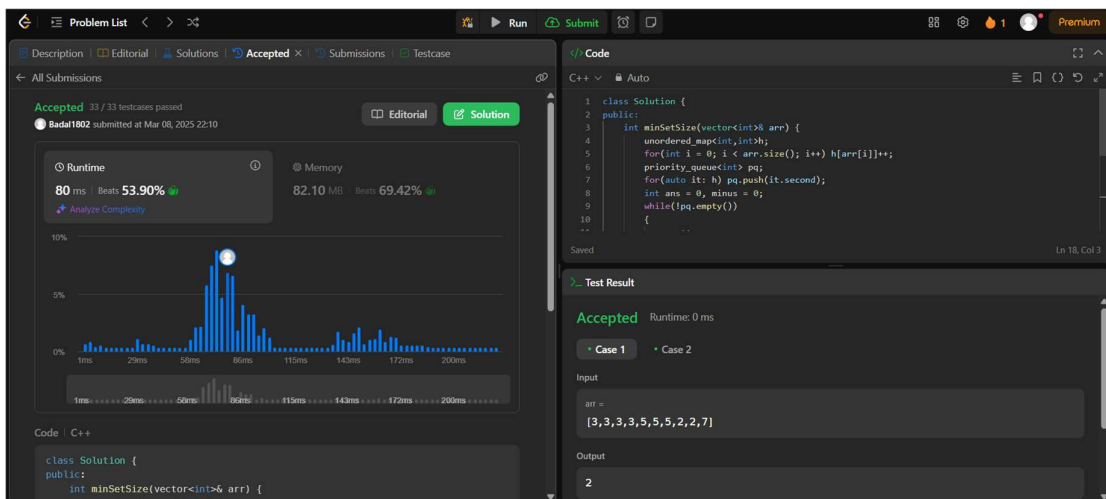 Problem List
Run
Submit
1
Premium
Description
Editorial
Solutions
Accepted
Submissions
Testcase
All Submissions
Accepted 33 / 33 testcases passed
Badal1802 submitted at Mar 08, 2025 22:10
Editorial
Solution
Runtime
80 ms Beats 53.90%
Analyze Complexity
Memory
82.10 MB Beats 69.42%
10%
5%
0%
1ms 29ms 58ms 86ms 115ms 143ms 172ms 200ms
1ms 29ms 58ms 86ms 115ms 143ms 172ms 200ms
Code C++
class Solution {
public:
int minSetSize(vector<int>& arr) {
</> Code
C++ Auto
1 class Solution {
2 public:
3 int minSetSize(vector<int>& arr) {
4 unordered_map<int,int>h;
5 for(int i = 0; i < arr.size(); i++) h[arr[i]]++;
6 priority_queue<int> pq;
7 for(auto it: h) pq.push(it.second);
8 int ans = 0, minus = 0;
9 while(!pq.empty())
10 {
Saved
Ln 18, Col 3
Test Result
Accepted Runtime: 0 ms
Case 1
Case 2
Input
arr =
[3,3,3,3,5,5,5,2,2,7]
Output
2